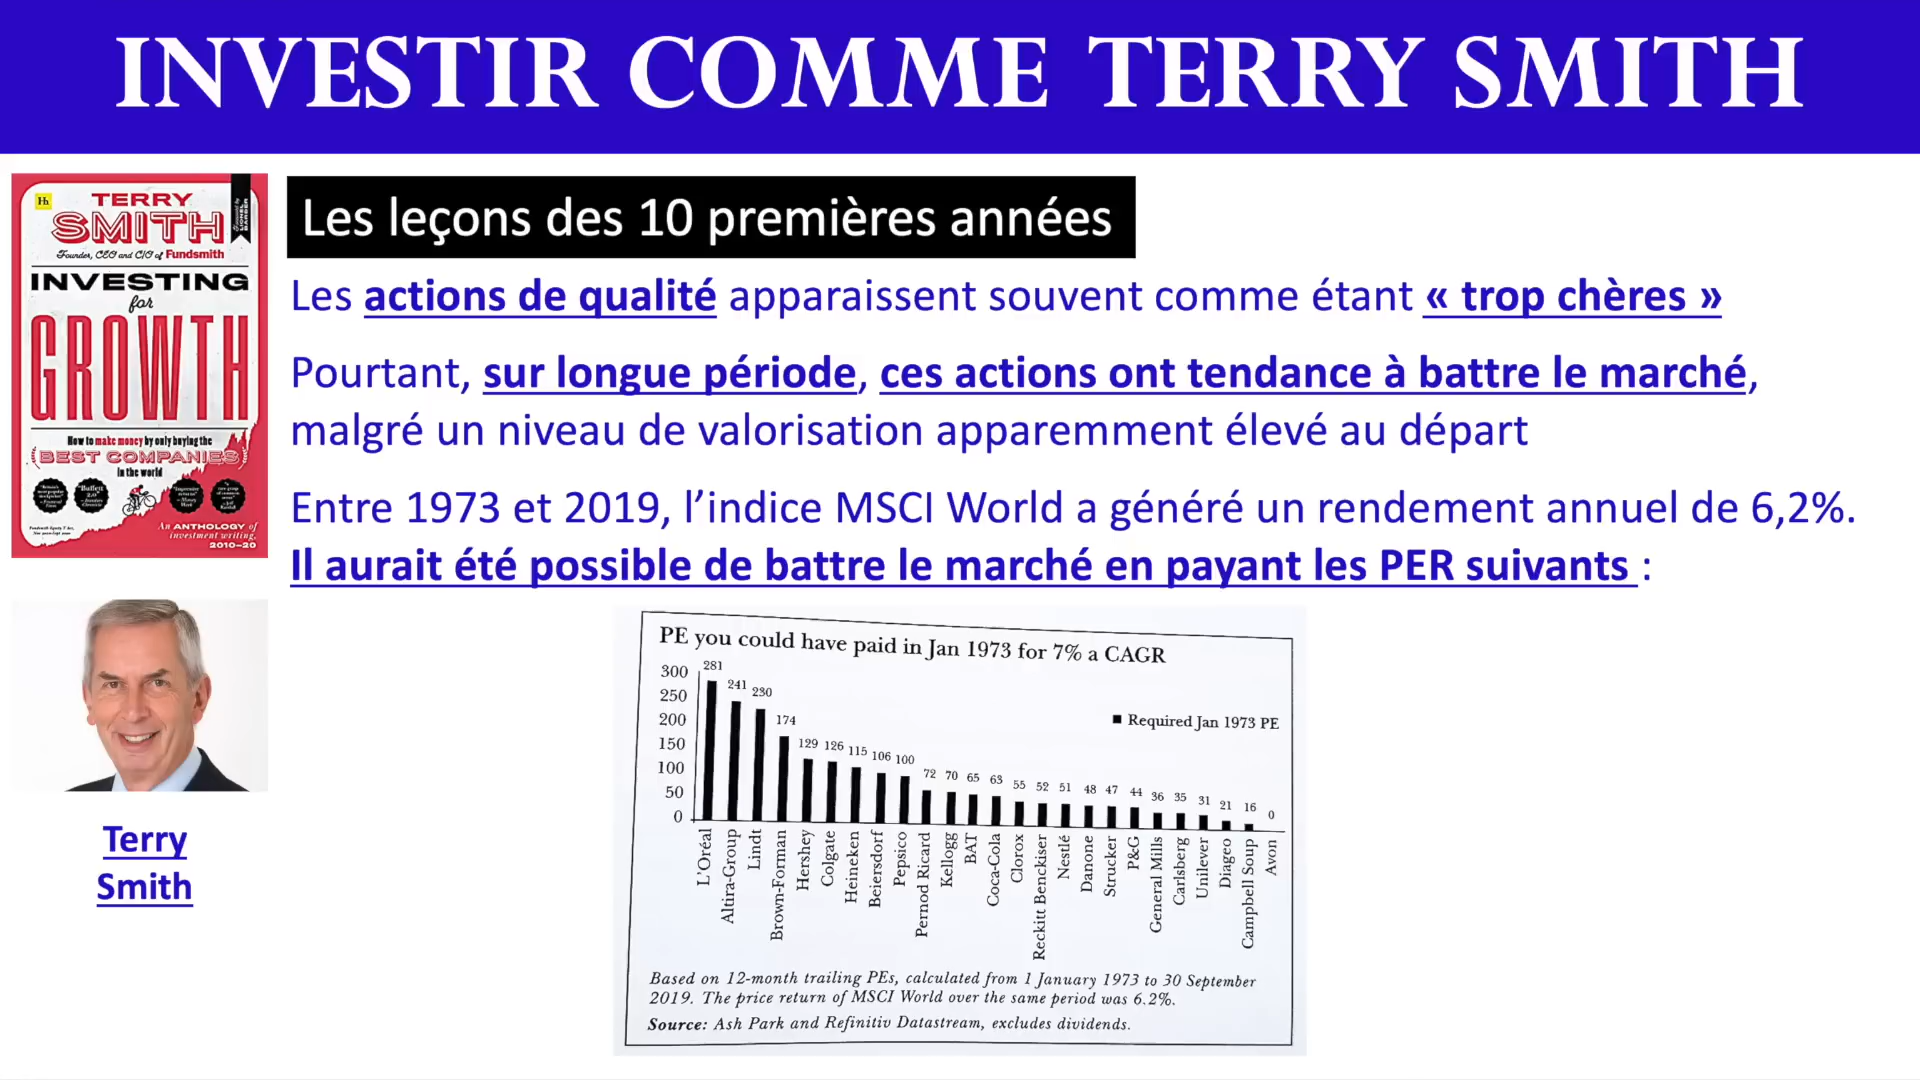 INVESTIR COMME TERRY SMITH
TERRY
SMITH
Founder, CEO and CIO of Fundsmith
INVESTING
for
GROWTH
How to make money by only buying the
BEST COMPANIES
in the world
An ANTHOLOGY of
investment writing,
2010–20
Les leçons des 10 premières années
Les actions de qualité apparaissent souvent comme étant « trop chères »
Pourtant, sur longue période, ces actions ont tendance à battre le marché,
malgré un niveau de valorisation apparemment élevé au départ
Entre 1973 et 2019, l’indice MSCI World a généré un rendement annuel de 6,2%.
Il aurait été possible de battre le marché en payant les PER suivants :
Terry
Smith
PE you could have paid in Jan 1973 for 7% a CAGR
300
250
200
150
100
50
0
281 241 230 174 129 126 115 106 100 72 70 65 63 55 52 51 48 47 44 36 35 31 21 16 0
Required Jan 1973 PE
L'Oréal
Altira-Group
Lindt
Brown-Forman
Hershey
Colgate
Heineken
Beiersdorf
Pepsico
Pernod Ricard
Kellogg
BAT
Coca-Cola
Clorox
Reckitt Benckiser
Nestlé
Danone
Strucker
P&G
General Mills
Carlsberg
Unilever
Diageo
Campbell Soup
Avon
Based on 12-month trailing PEs, calculated from 1 January 1973 to 30 September
2019. The price return of MSCI World over the same period was 6.2%.
Source: Ash Park and Refinitiv Datastream, excludes dividends.